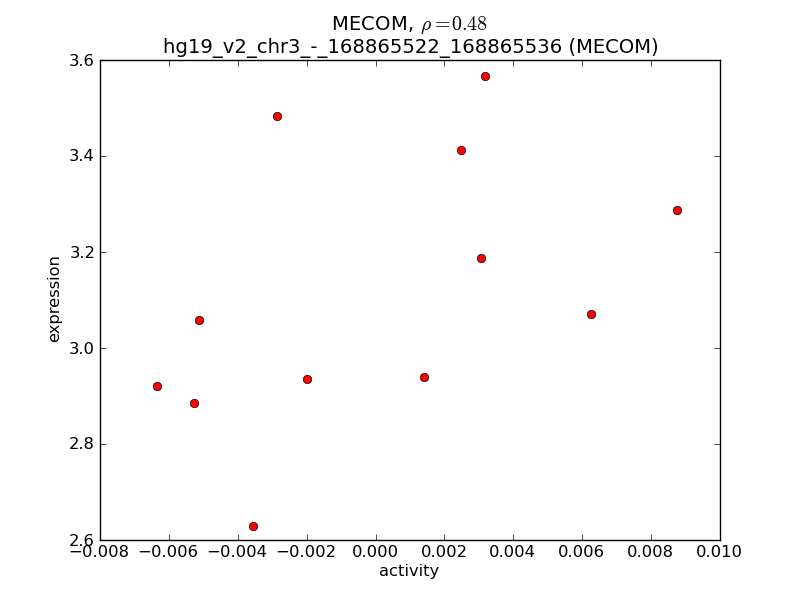 MECOM, ρ=0.48
hg19_v2_chr3_-_168865522_168865536 (MECOM)
3.6
3.4
3.2
3.0
2.8
2.6
expression
−0.008 −0.006 −0.004 −0.002 0.000 0.002 0.004 0.006 0.008 0.010
activity